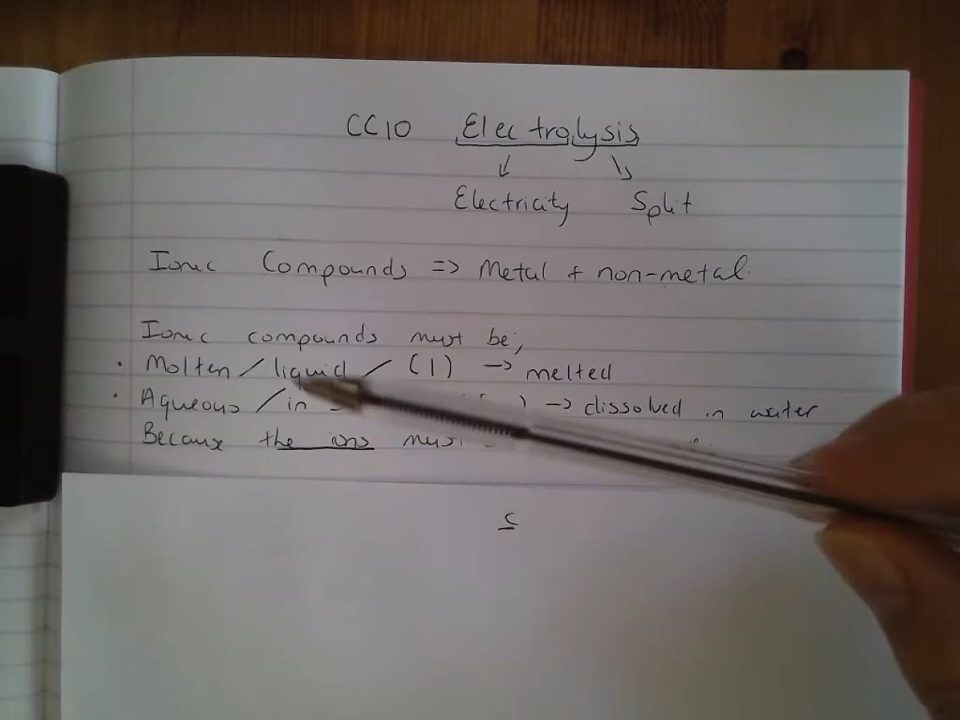 CC10 Electrolysis
Electricity Split
Ionic Compounds => Metal + non-metal.
Ionic compounds must be;
· Molten / liquid / (l) -> melted
· Aqueous / in ) -> dissolved in water
Because the ions